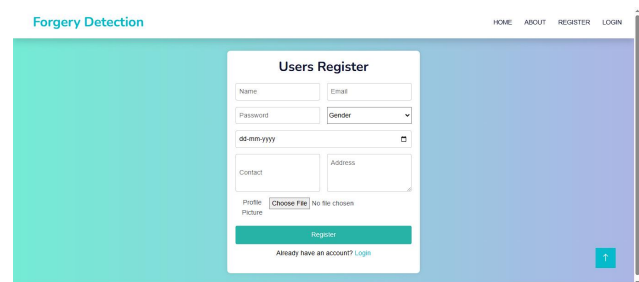 Forgery Detection
HOME ABOUT REGISTER LOGIN
Users Register
Name Email
Password Gender
dd-mm-yyyy
Contact Address
Profile Picture Choose File No file chosen
Register
Already have an account? Login